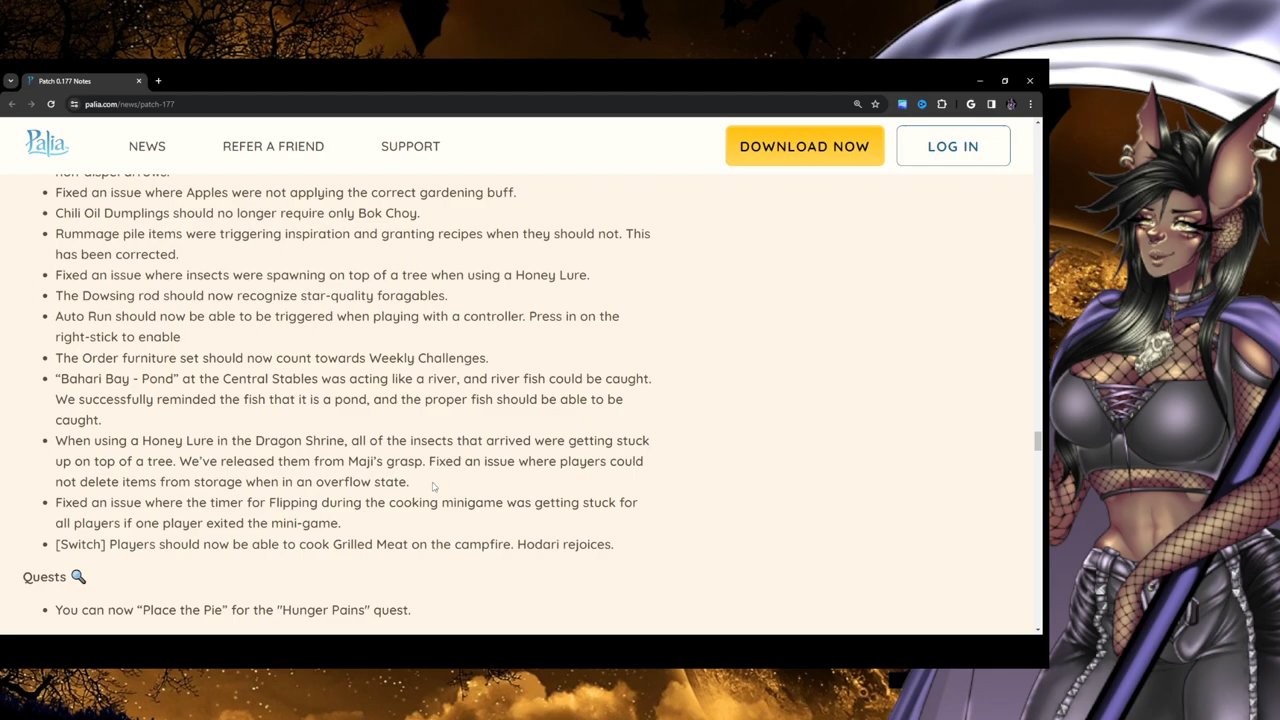 Patch 0.177 Notes
palia.com/news/patch-177
Palia
NEWS
REFER A FRIEND
SUPPORT
DOWNLOAD NOW
LOG IN
• Fixed an issue where Apples were not applying the correct gardening buff.
• Chili Oil Dumplings should no longer require only Bok Choy.
• Rummage pile items were triggering inspiration and granting recipes when they should not. This
has been corrected.
• Fixed an issue where insects were spawning on top of a tree when using a Honey Lure.
• The Dowsing rod should now recognize star-quality foragables.
• Auto Run should now be able to be triggered when playing with a controller. Press in on the
right-stick to enable
• The Order furniture set should now count towards Weekly Challenges.
• “Bahari Bay - Pond” at the Central Stables was acting like a river, and river fish could be caught.
We successfully reminded the fish that it is a pond, and the proper fish should be able to be
caught.
• When using a Honey Lure in the Dragon Shrine, all of the insects that arrived were getting stuck
up on top of a tree. We’ve released them from Maji’s grasp. Fixed an issue where players could
not delete items from storage when in an overflow state.
• Fixed an issue where the timer for Flipping during the cooking minigame was getting stuck for
all players if one player exited the mini-game.
• [Switch] Players should now be able to cook Grilled Meat on the campfire. Hodari rejoices.
Quests 🔍
• You can now “Place the Pie” for the "Hunger Pains" quest.